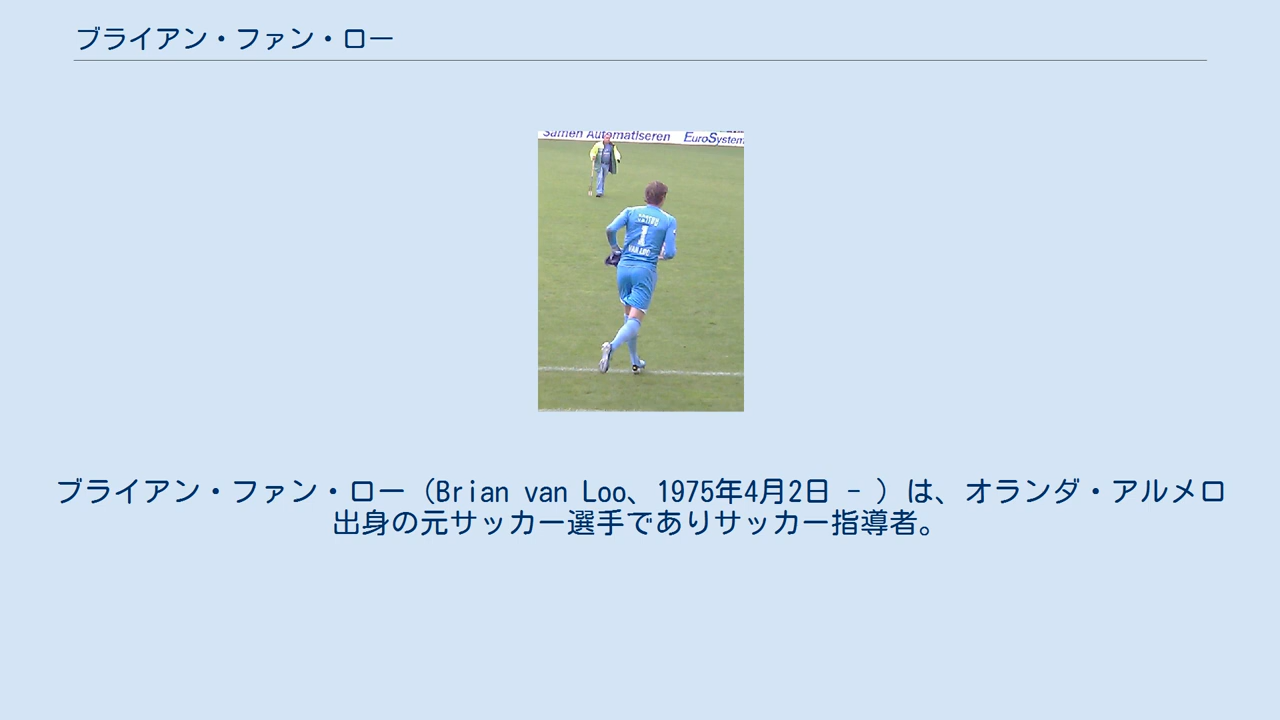 ブライアン・ファン・ロー
Samen Automatiseren EuroSystem
1
VAN LOO
ブライアン・ファン・ロー（Brian van Loo、1975年4月2日 - ）は、オランダ・アルメロ
出身の元サッカー選手でありサッカー指導者。